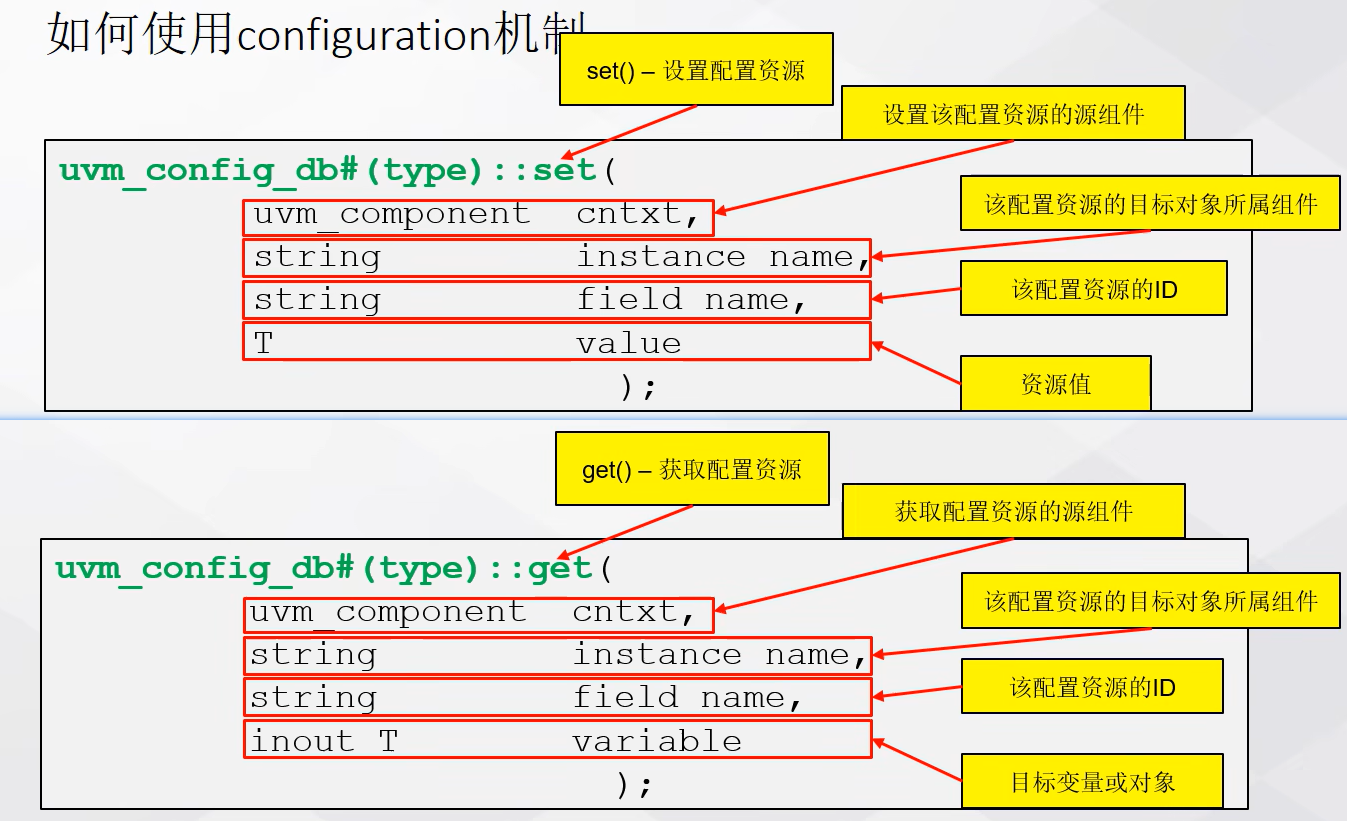 如何使用configuration机制
set() – 设置配置资源
设置该配置资源的源组件
uvm_config_db#(type)::set(
uvm_component cntxt,
该配置资源的目标对象所属组件
string instance name,
string field name,
该配置资源的ID
T value
资源值
);
get() – 获取配置资源
获取配置资源的源组件
uvm_config_db#(type)::get(
uvm_component cntxt,
该配置资源的目标对象所属组件
string instance name,
string field name,
该配置资源的ID
inout T variable
目标变量或对象
);